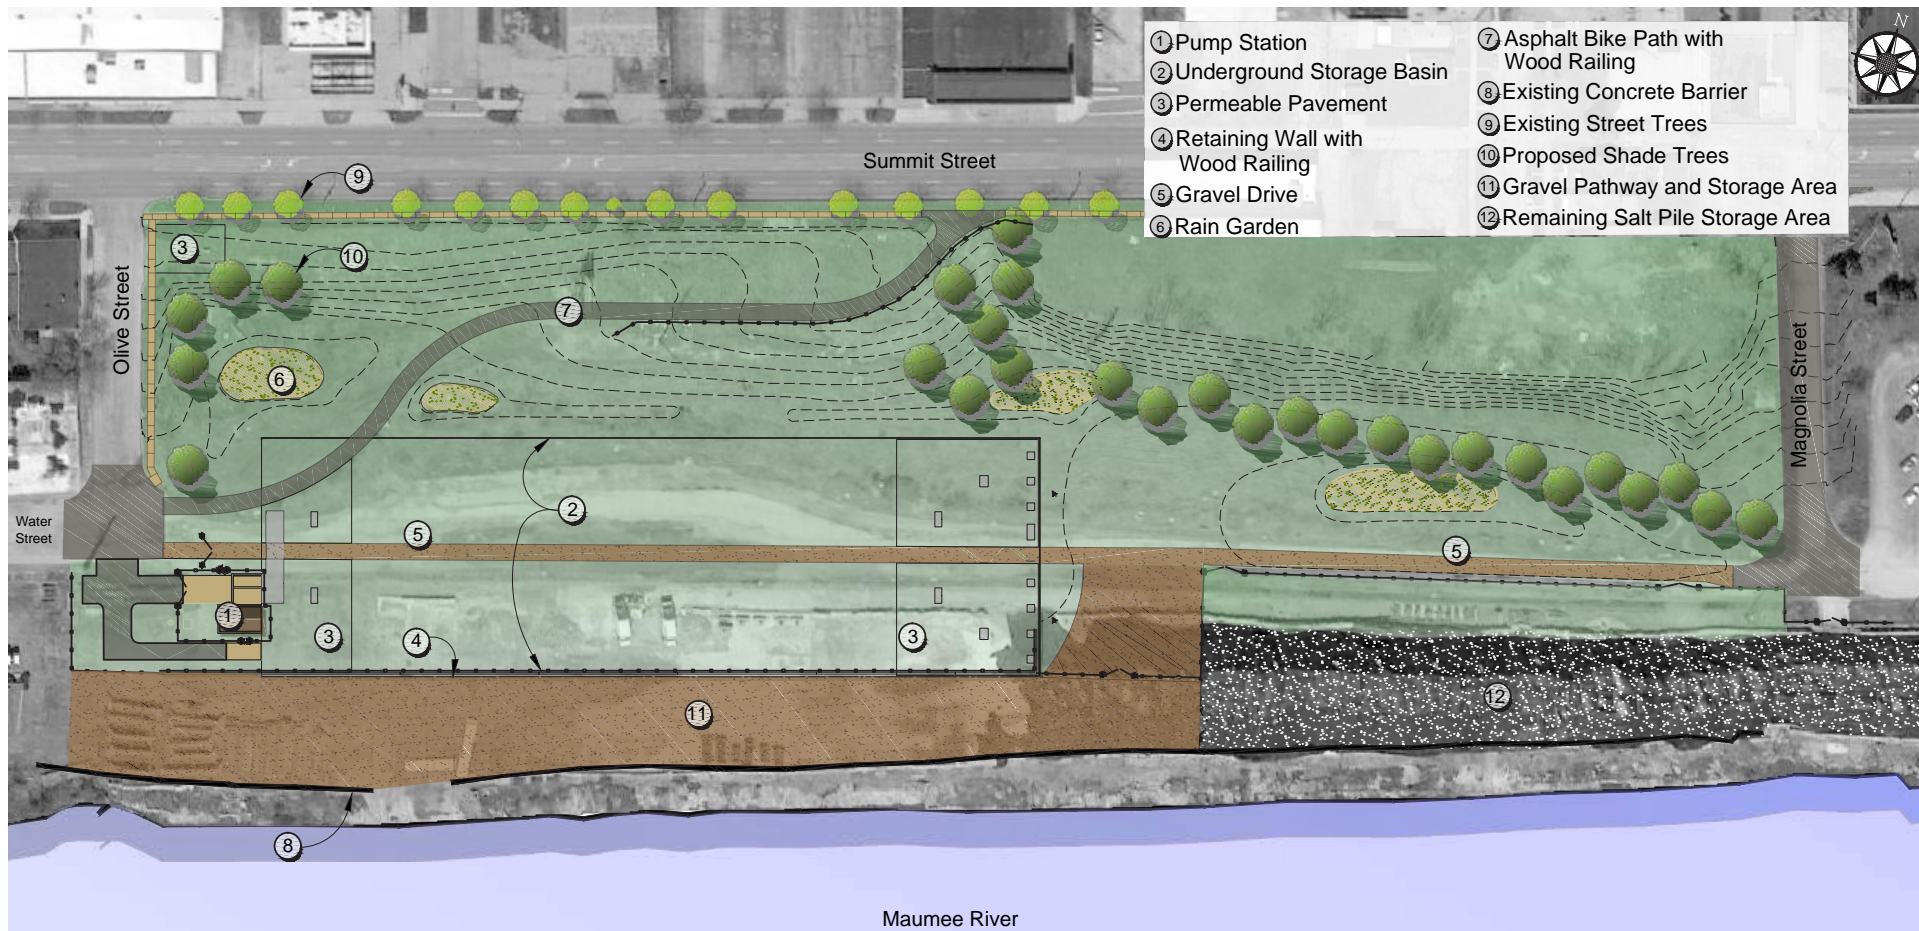 N
1 Pump Station
2 Underground Storage Basin
3 Permeable Pavement
4 Retaining Wall with
Wood Railing
5 Gravel Drive
6 Rain Garden
7 Asphalt Bike Path with
Wood Railing
8 Existing Concrete Barrier
9 Existing Street Trees
10 Proposed Shade Trees
11 Gravel Pathway and Storage Area
12 Remaining Salt Pile Storage Area
Summit Street
9
3
10
Olive Street
7
6
Magnolia Street
2
Water
Street
5
5
1
3
4
3
12
11
8
Maumee River